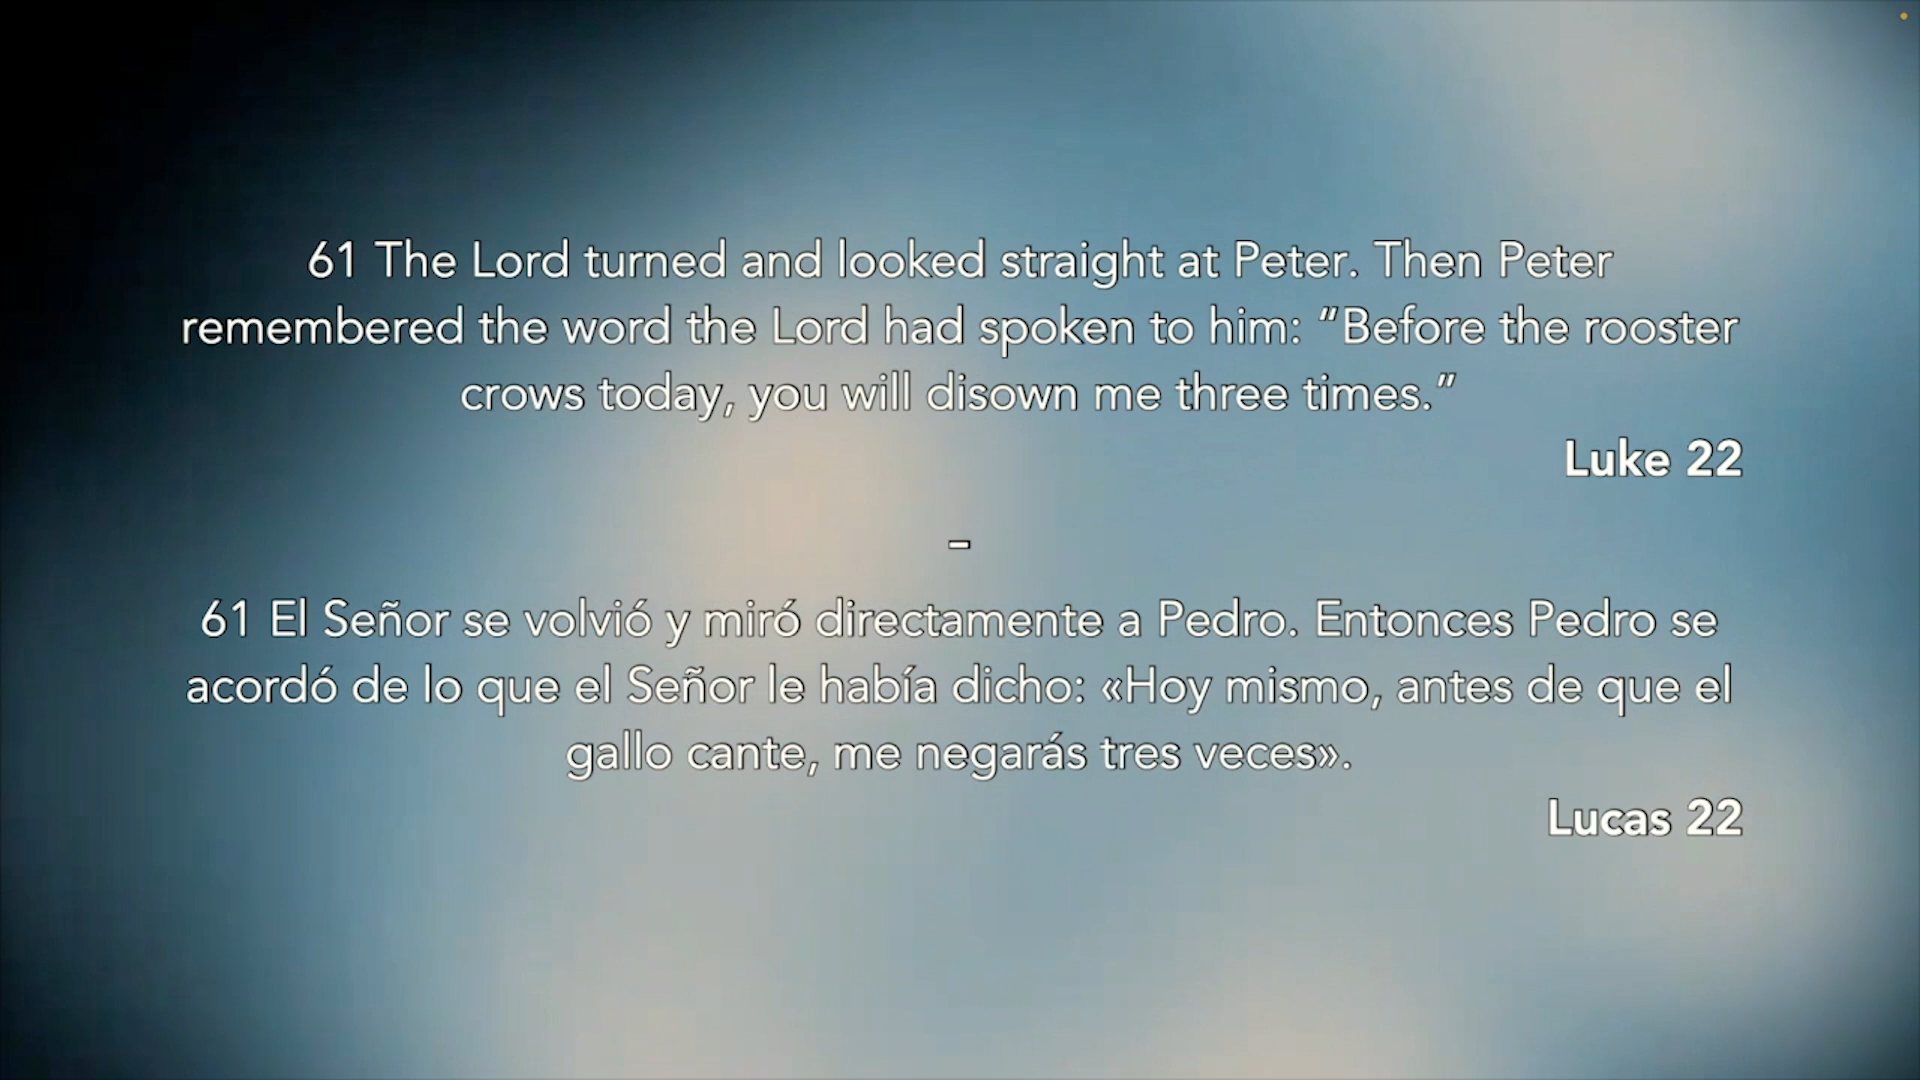 61 The Lord turned and looked straight at Peter. Then Peter
remembered the word the Lord had spoken to him: “Before the rooster
crows today, you will disown me three times.”
Luke 22
–
61 El Señor se volvió y miró directamente a Pedro. Entonces Pedro se
acordó de lo que el Señor le había dicho: «Hoy mismo, antes de que el
gallo cante, me negarás tres veces».
Lucas 22